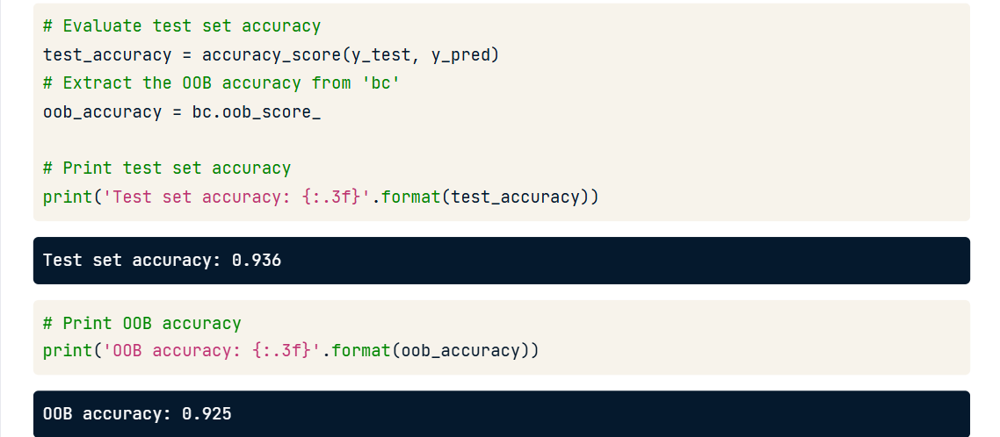 # Evaluate test set accuracy
test_accuracy = accuracy_score(y_test, y_pred)
# Extract the OOB accuracy from 'bc'
oob_accuracy = bc.oob_score_
# Print test set accuracy
print('Test set accuracy: {:.3f}'.format(test_accuracy))
Test set accuracy: 0.936
# Print OOB accuracy
print('OOB accuracy: {:.3f}'.format(oob_accuracy))
OOB accuracy: 0.925